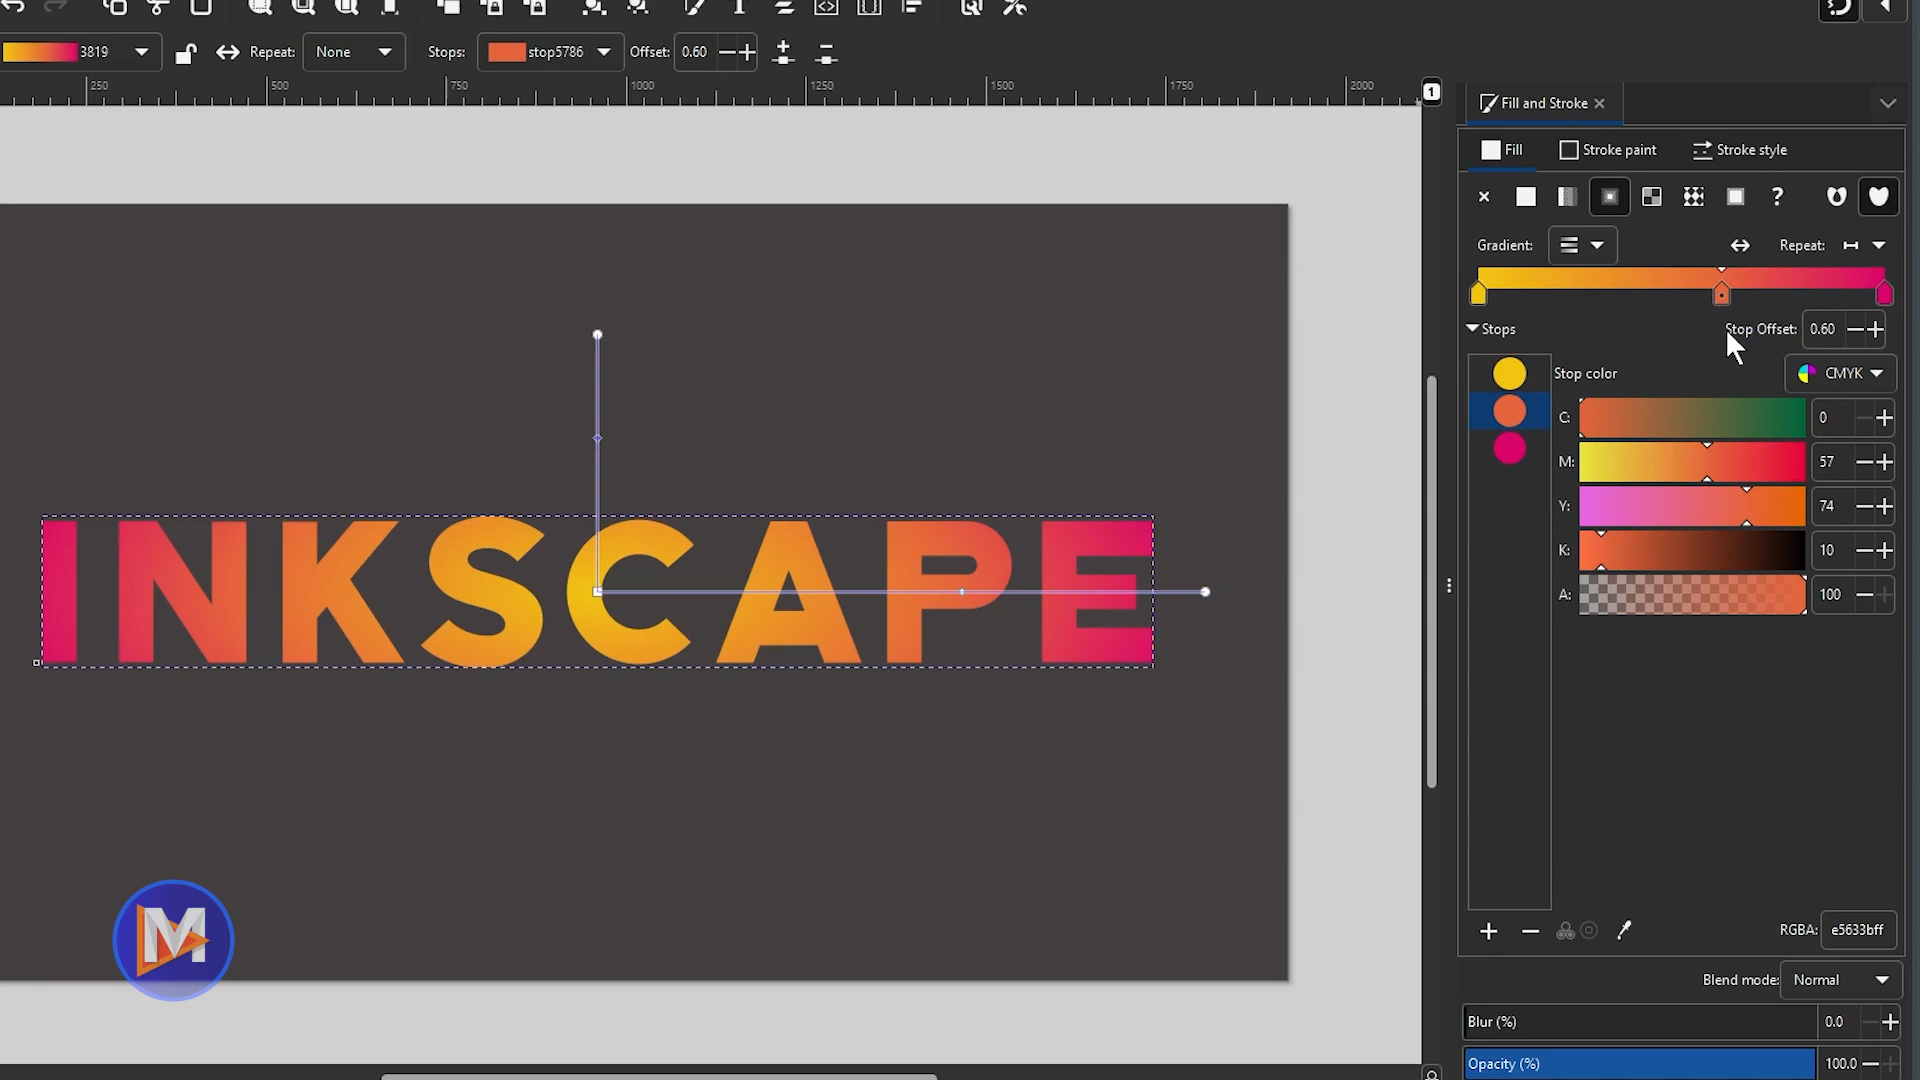 3819 Repeat: None Stops: stop5786 Offset: 0.60
250 500 750 1000 1250 1500 1750 2000
1
Fill and Stroke
Fill Stroke paint Stroke style
?
Gradient: Repeat:
Stops Stop Offset: 0.60
Stop color CMYK
C: 0
M: 57
Y: 74
K: 10
A: 100
INKSCAPE
M
RGBA: e5633bff
Blend mode: Normal
Blur (%) 0.0
Opacity (%) 100.0